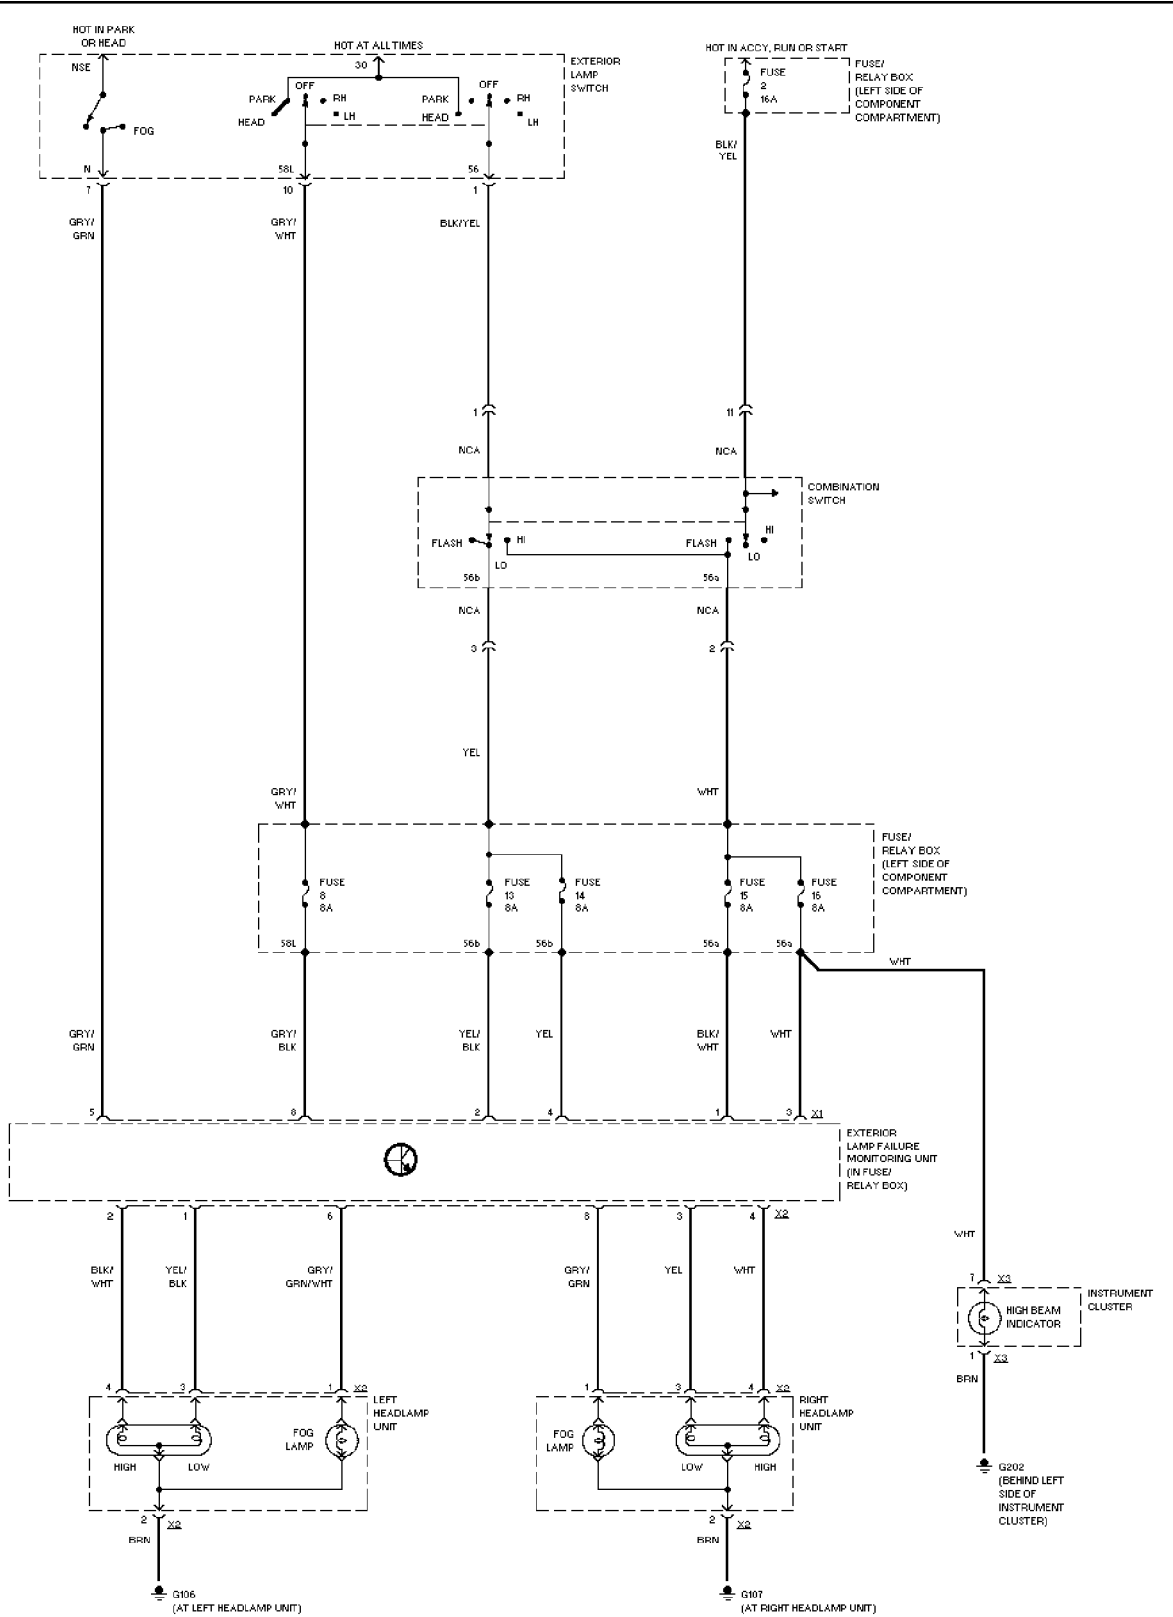 HOT IN PARK
OR HEAD
HOT AT ALL TIMES
HOT IN ACCY, RUN OR START
NSE
30
EXTERIOR
LAMP
SWITCH
FUSE
2
16A
FUSE/
RELAY BOX
(LEFT SIDE OF
COMPONENT
COMPARTMENT)
OFF
PARK
HEAD
RH
LH
OFF
PARK
HEAD
RH
LH
FOG
N
58L
56
7
10
1
BLK/
YEL
GRY/
GRN
GRY/
WHT
BLK/YEL
1
11
NCA
NCA
COMBINATION
SWITCH
FLASH
HI
LO
FLASH
HI
LO
56b
56a
NCA
NCA
3
2
YEL
GRY/
WHT
WHT
FUSE/
RELAY BOX
(LEFT SIDE OF
COMPONENT
COMPARTMENT)
FUSE
8
8A
FUSE
13
8A
FUSE
14
8A
FUSE
15
8A
FUSE
16
8A
58L
56b
56b
56a
56a
WHT
GRY/
GRN
GRY/
BLK
YEL/
BLK
YEL
BLK/
WHT
WHT
5
8
2
4
1
3
X1
EXTERIOR
LAMP FAILURE
MONITORING UNIT
(IN FUSE/
RELAY BOX)
2
1
6
8
3
4
X2
WHT
BLK/
WHT
YEL/
BLK
GRY/
GRN/WHT
GRY/
GRN
YEL
WHT
7
X3
INSTRUMENT
CLUSTER
HIGH BEAM
INDICATOR
1
X3
BRN
4
3
1
X2
LEFT
HEADLAMP
UNIT
1
3
4
X2
RIGHT
HEADLAMP
UNIT
FOG
LAMP
FOG
LAMP
HIGH
LOW
LOW
HIGH
G202
(BEHIND LEFT
SIDE OF
INSTRUMENT
CLUSTER)
2
X2
BRN
2
X2
BRN
G106
(AT LEFT HEADLAMP UNIT)
G107
(AT RIGHT HEADLAMP UNIT)